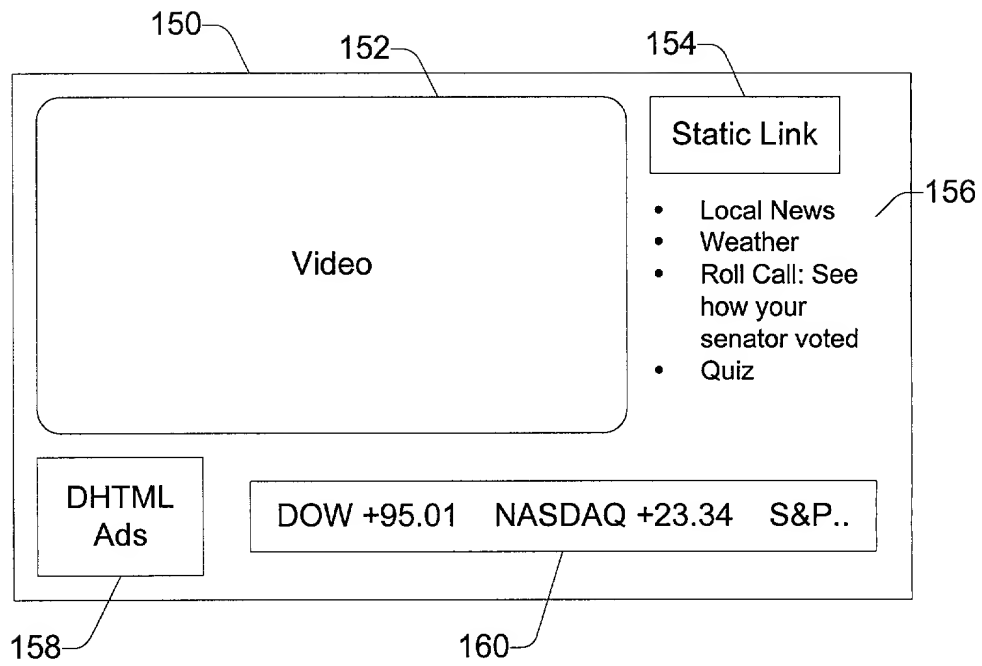 150
152
154
Static Link
156
• Local News
• Weather
• Roll Call: See
how your
senator voted
• Quiz
Video
DHTML
Ads
DOW +95.01 NASDAQ +23.34 S&P..
158
160